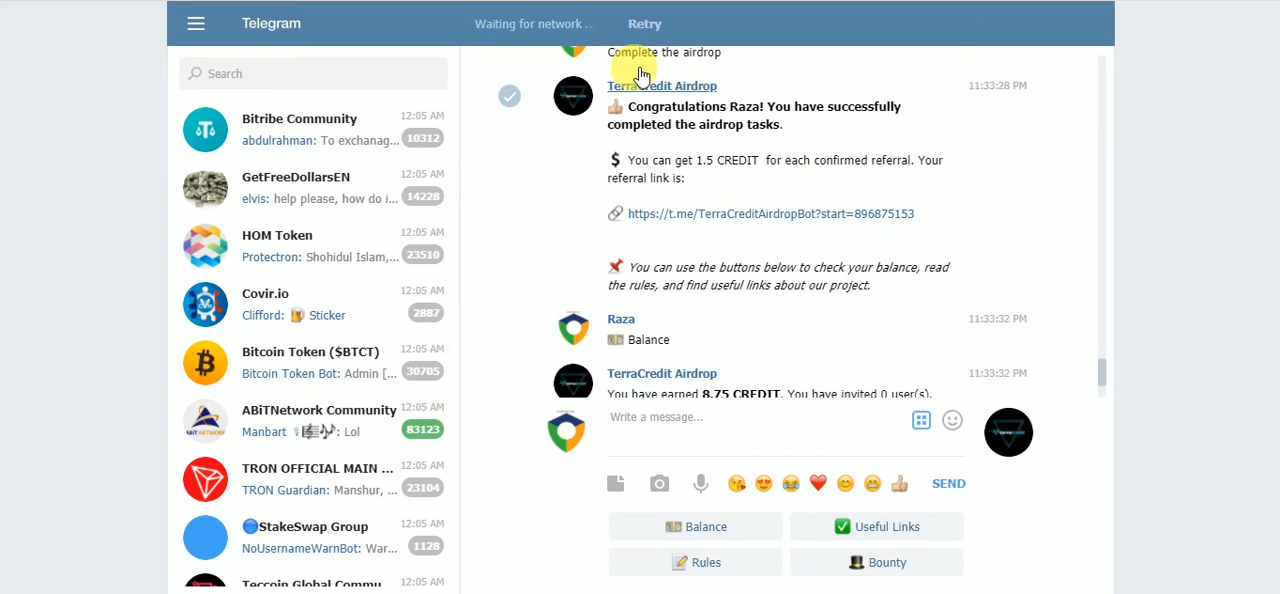 Telegram
Waiting for network ...
Retry
Search
Bitribe Community
12:05 AM
abdulrahman: To exchanag...
10312
GetFreeDollarsEN
12:05 AM
elvis: help please, how do i...
14228
HOM Token
12:05 AM
Protectron: Shohidul Islam,...
23510
Covir.io
12:05 AM
Clifford: 🍺 Sticker
2887
Bitcoin Token ($BTCT)
12:05 AM
Bitcoin Token Bot: Admin [...
30705
ABiTNetwork Community
12:05 AM
Manbart 🎼🎶: Lol
83123
TRON OFFICIAL MAIN ...
12:05 AM
TRON Guardian: Manshur, ...
23104
🔵StakeSwap Group
12:05 AM
NoUsernameWarnBot: War...
1128
Teccoin Global Commu...
12:05 AM
Complete the airdrop
TerraCredit Airdrop
11:33:28 PM
👍 Congratulations Raza! You have successfully
completed the airdrop tasks.
💲 You can get 1.5 CREDIT for each confirmed referral. Your
referral link is:
🔗 https://t.me/TerraCreditAirdropBot?start=896875153
📌 You can use the buttons below to check your balance, read
the rules, and find useful links about our project.
Raza
11:33:32 PM
💵 Balance
TerraCredit Airdrop
11:33:32 PM
You have earned 8.75 CREDIT. You have invited 0 user(s).
Write a message...
SEND
💵 Balance
✅ Useful Links
📝 Rules
🎩 Bounty